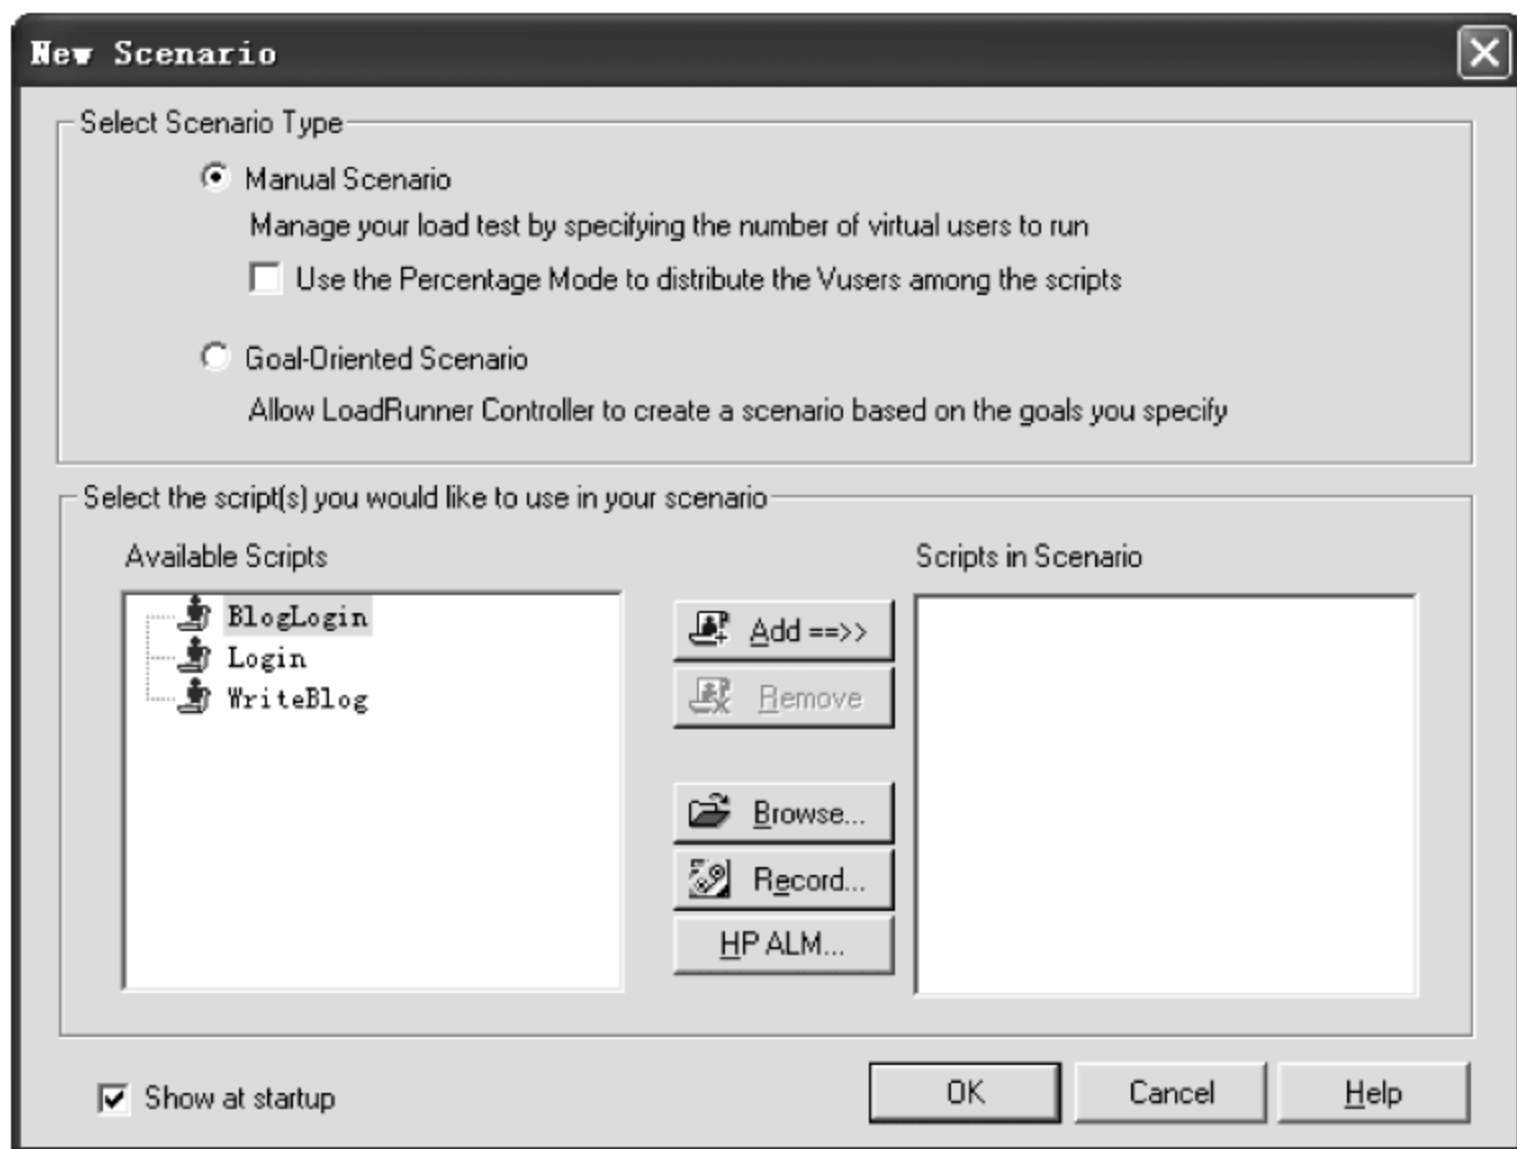 New Scenario
Select Scenario Type
Manual Scenario
Manage your load test by specifying the number of virtual users to run
Use the Percentage Mode to distribute the Vusers among the scripts
Goal-Oriented Scenario
Allow LoadRunner Controller to create a scenario based on the goals you specify
Select the script(s) you would like to use in your scenario
Available Scripts
Scripts in Scenario
BlogLogin
Login
WriteBlog
Add ==>>
Remove
Browse...
Record...
HP ALM...
Show at startup
OK
Cancel
Help